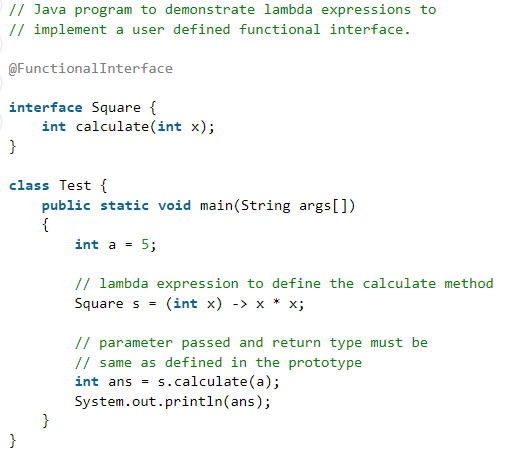 // Java program to demonstrate lambda expressions to
// implement a user defined functional interface.
@FunctionalInterface
interface Square {
    int calculate(int x);
}
class Test {
    public static void main(String args[])
    {
        int a = 5;
        // lambda expression to define the calculate method
        Square s = (int x) -> x * x;
        // parameter passed and return type must be
        // same as defined in the prototype
        int ans = s.calculate(a);
        System.out.println(ans);
    }
}